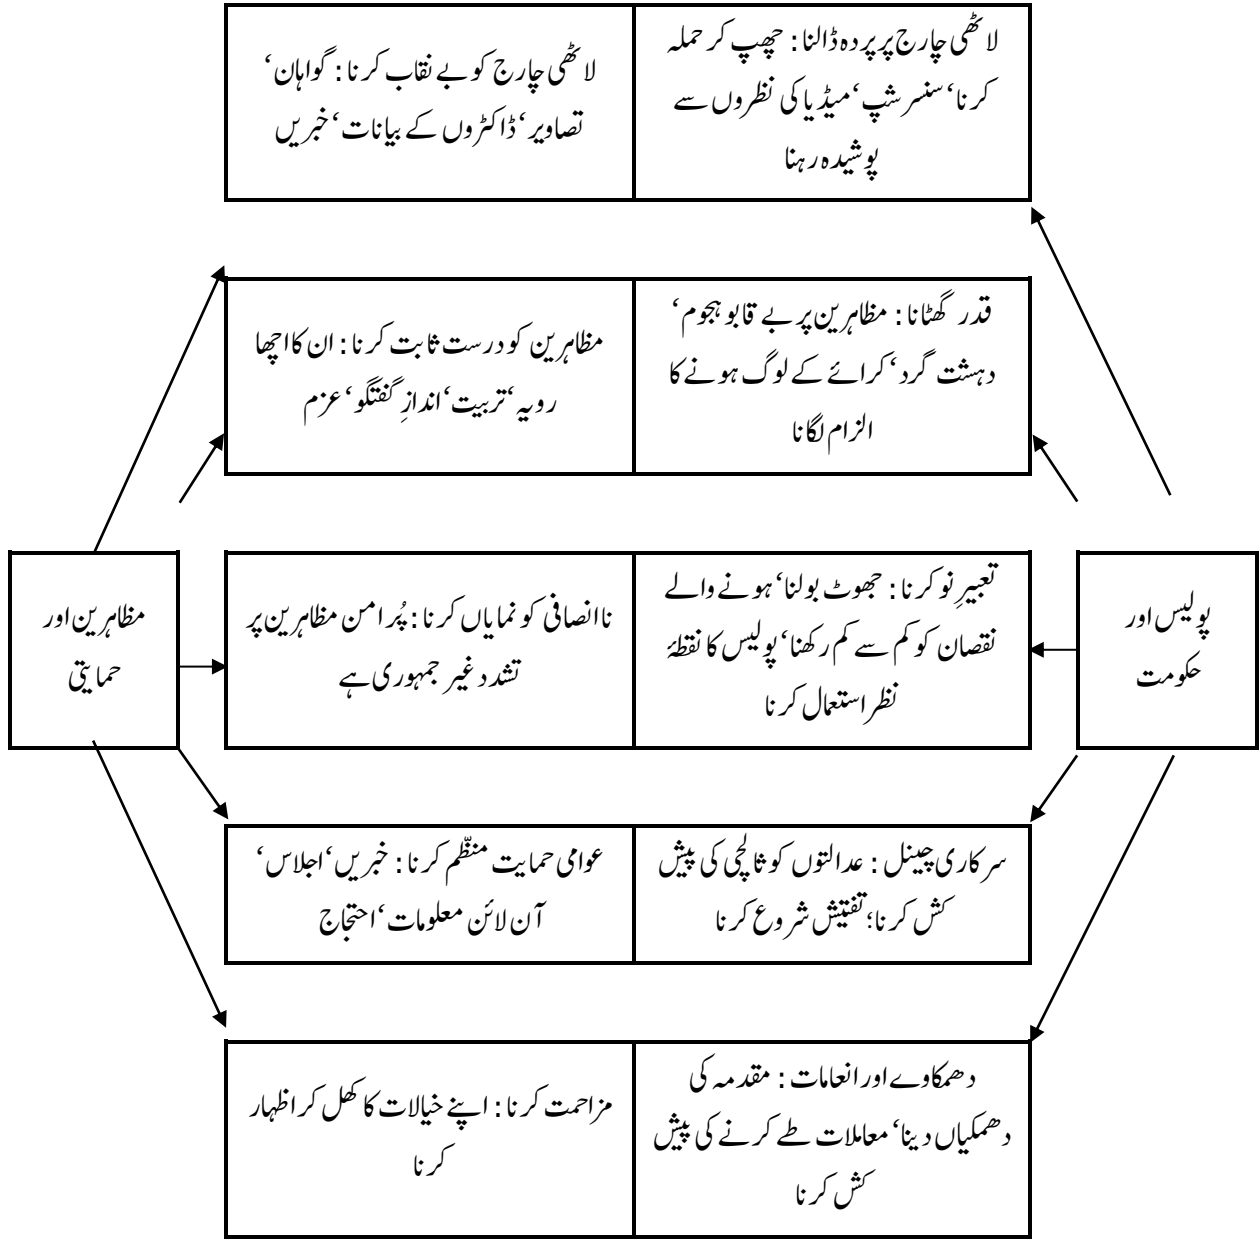 لاٹھی چارج پر پردہ ڈالنا: چھپ کر حملہ
کرنا‘ سنسر شپ‘ میڈیا کی نظروں سے
پوشیدہ رہنا
لاٹھی چارج کو بے نقاب کرنا: گواہان‘
تصاویر‘ ڈاکٹروں کے بیانات‘ خبریں
قدر گھٹانا: مظاہرین پر بے قابو ہجوم‘
دہشت گرد‘ کرائے کے لوگ ہونے کا
الزام لگانا
مظاہرین کو درست ثابت کرنا: ان کا اچھا
رویہ‘ تربیت‘ اندازِ گفتگو‘ عزم
پولیس اور
حکومت
تعبیرِ نو کرنا: جھوٹ بولنا‘ ہونے والے
نقصان کو کم سے کم رکھنا‘ پولیس کا نقطۂ
نظر استعمال کرنا
ناانصافی کو نمایاں کرنا: پُر امن مظاہرین پر
تشدد غیر جمہوری ہے
مظاہرین اور
حمایتی
سرکاری چینل: عدالتوں کو ثالچی کی پیش
کش کرنا؛ تفتیش شروع کرنا
عوامی حمایت منظّم کرنا: خبریں‘ اجلاس‘
آن لائن معلومات‘ احتجاج
دھمکاوے اور انعامات: مقدمہ کی
دھمکیاں دینا‘ معاملات طے کرنے کی پیش
کش کرنا
مزاحمت کرنا: اپنے خیالات کا کھل کر اظہار
کرنا